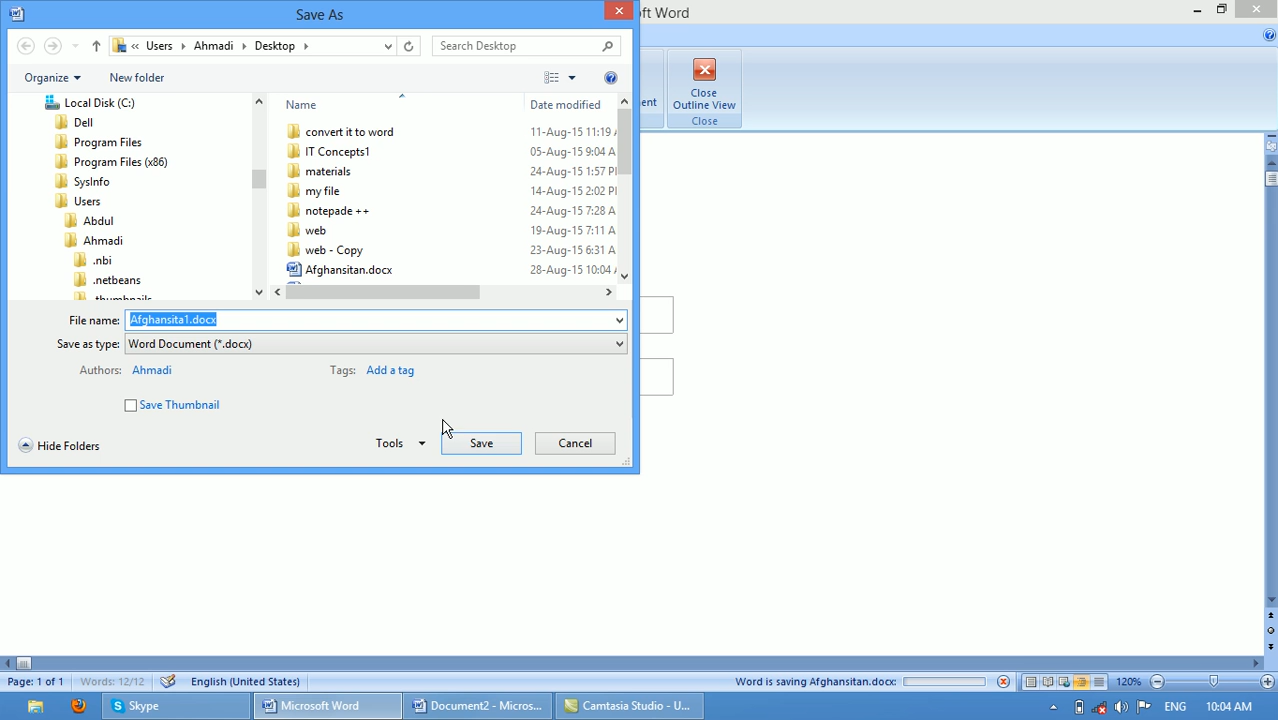 Save As
oft Word
« Users Ahmadi Desktop
Search Desktop
Organize New folder
Close
Outline View
Close
ent
Local Disk (C:)
Dell
Program Files
Program Files (x86)
SysInfo
Users
Abdul
Ahmadi
.nbi
.netbeans
.thumbnails
Name Date modified
convert it to word 11-Aug-15 11:19 A
IT Concepts1 05-Aug-15 9:04 A
materials 24-Aug-15 1:57 P
my file 14-Aug-15 2:02 P
notepade ++ 24-Aug-15 7:28 A
web 19-Aug-15 7:11 A
web - Copy 23-Aug-15 6:31 A
Afghansitan.docx 28-Aug-15 10:04
File name: Afghansita1.docx
Save as type: Word Document (*.docx)
Authors: Ahmadi Tags: Add a tag
Save Thumbnail
Hide Folders Tools Save Cancel
Page: 1 of 1 Words: 12/12 English (United States) Word is saving Afghansitan.docx: 120%
Skype Microsoft Word Document2 - Micros... Camtasia Studio - U... ENG 10:04 AM